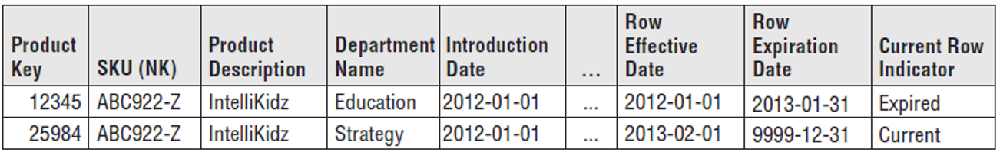 Product Key | SKU (NK) | Product Description | Department Name | Introduction Date | ... | Row Effective Date | Row Expiration Date | Current Row Indicator
12345 | ABC922-Z | IntelliKidz | Education | 2012-01-01 | ... | 2012-01-01 | 2013-01-31 | Expired
25984 | ABC922-Z | IntelliKidz | Strategy | 2012-01-01 | ... | 2013-02-01 | 9999-12-31 | Current